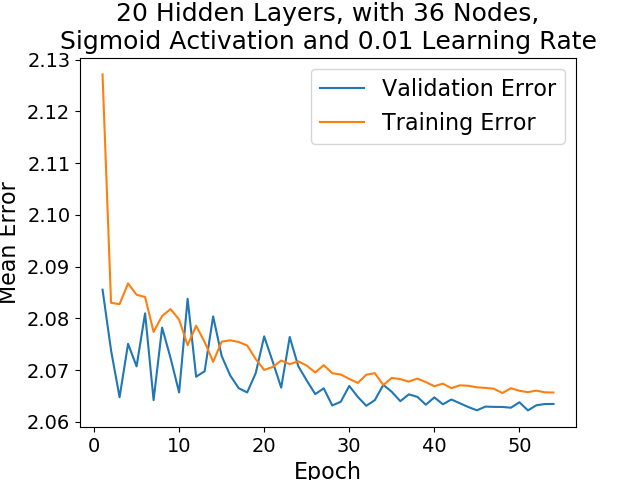 20 Hidden Layers, with 36 Nodes,
Sigmoid Activation and 0.01 Learning Rate
2.13
2.12
2.11
2.10
2.09
2.08
2.07
2.06
Mean Error
Validation Error
Training Error
0 10 20 30 40 50
Epoch